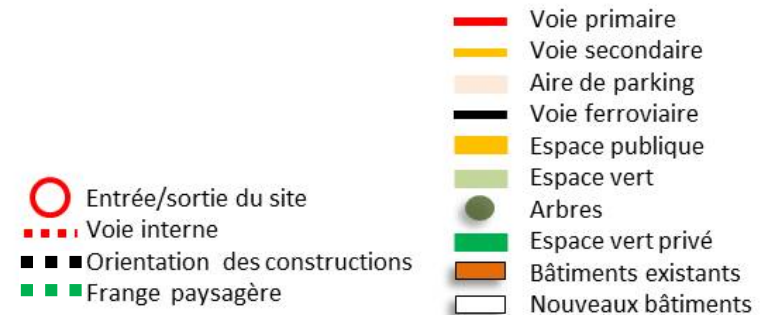 Entrée/sortie du site
Voie interne
Orientation des constructions
Frange paysagère
Voie primaire
Voie secondaire
Aire de parking
Voie ferroviaire
Espace publique
Espace vert
Arbres
Espace vert privé
Bâtiments existants
Nouveaux bâtiments